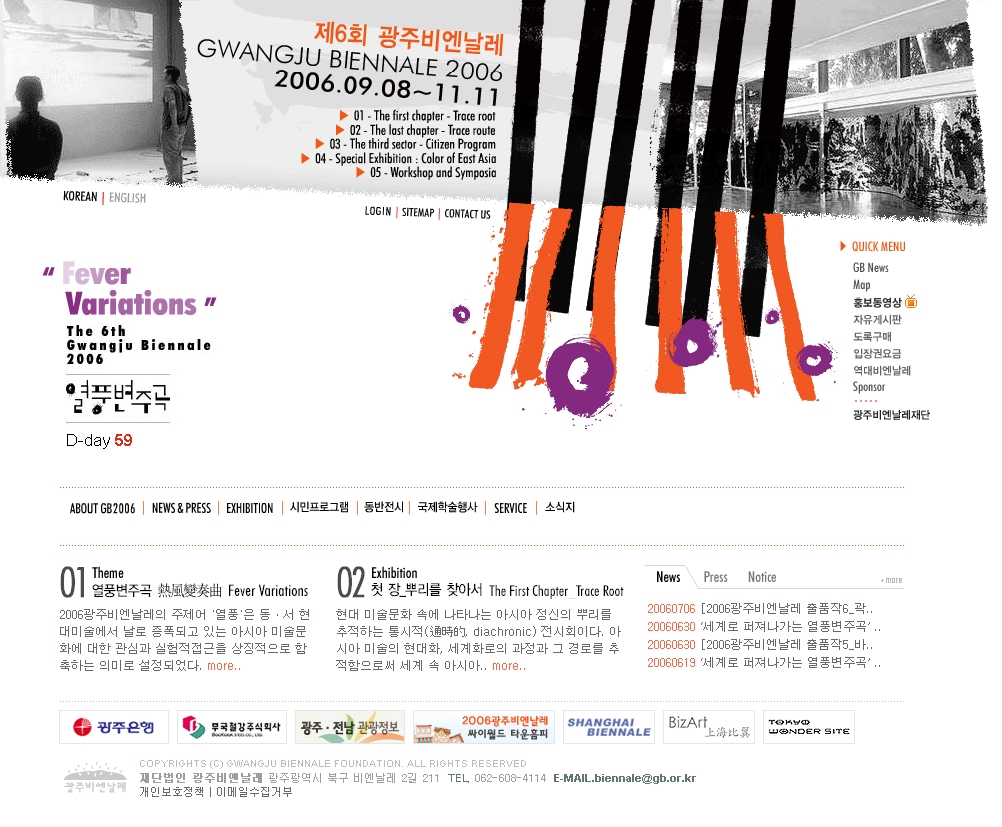 제6회 광주비엔날레
GWANGJU BIENNALE 2006
2006.09.08~11.11
01 - The first chapter - Trace root
02 - The last chapter - Trace route
03 - The third sector - Citizen Program
04 - Special Exhibition : Color of East Asia
05 - Workshop and Symposia
KOREAN | ENGLISH
LOGIN | SITEMAP | CONTACT US
QUICK MENU
GB News
Map
홍보동영상
자유게시판
도록구매
입장권요금
역대비엔날레
Sponsor
광주비엔날레재단
“ Fever
Variations ”
The 6th
Gwangju Biennale
2006
열풍변주곡
D-day 59
ABOUT GB2006 | NEWS & PRESS | EXHIBITION | 시민프로그램 | 동반전시 | 국제학술행사 | SERVICE | 소식지
01 Theme
열풍변주곡 熱風變奏曲 Fever Variations
2006광주비엔날레의 주제어 '열풍'은 동·서 현
대미술에서 날로 증폭되고 있는 아시아 미술문
화에 대한 관심과 실험적접근을 상징적으로 함
축하는 의미로 설정되었다. more..
02 Exhibition
첫 장_뿌리를 찾아서 The First Chapter_ Trace Root
현대 미술문화 속에 나타나는 아시아 정신의 뿌리를
추적하는 통시적(通時的, diachronic) 전시회이다. 아
시아 미술의 현대화, 세계화로의 과정과 그 경로를 추
적함으로써 세계 속 아시아.. more..
News Press Notice +more
20060706 [2006광주비엔날레 출품작6_곽..
20060630 '세계로 퍼져나가는 열풍변주곡' ..
20060630 [2006광주비엔날레 출품작5_바..
20060619 '세계로 퍼져나가는 열풍변주곡' ..
광주은행
부국철강주식회사
광주·전남 관광정보
2006광주비엔날레
싸이월드 타운홈피
SHANGHAI
BIENNALE
BizArt
上海比翼
TOKYO
WONDER SITE
광주비엔날레
COPYRIGHTS (C) GWANGJU BIENNALE FOUNDATION. ALL RIGHTS RESERVED
재단법인 광주비엔날레 광주광역시 북구 비엔날레 2길 211 TEL. 062-608-4114 E-MAIL.biennale@gb.or.kr
개인보호정책 | 이메일수집거부